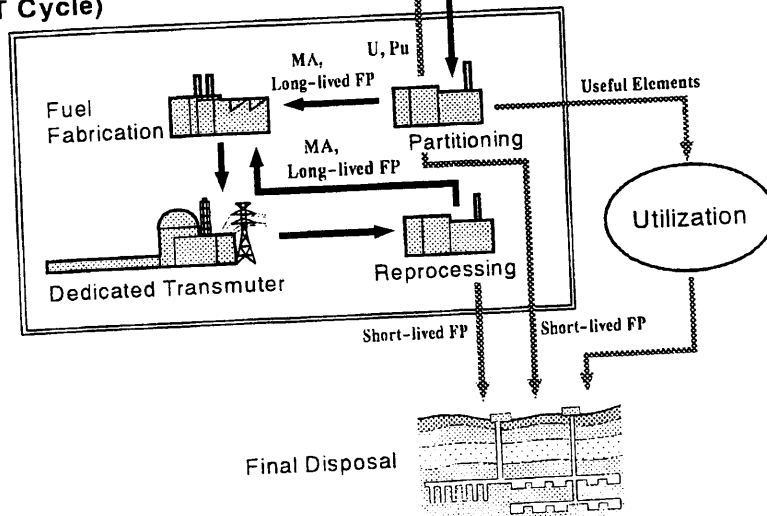 T Cycle)
U, Pu
MA,
Long-lived FP
Useful Elements
Fuel
Fabrication
Partitioning
MA,
Long-lived FP
Utilization
Reprocessing
Dedicated Transmuter
Short-lived FP
Short-lived FP
Final Disposal